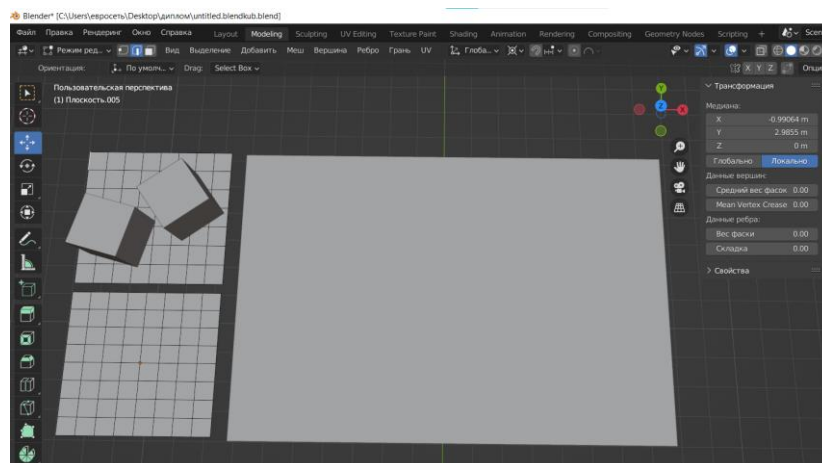 Blender* [C:\Users\евросеть\Desktop\диплом\untitled.blendkub.blend]
Файл Правка Рендеринг Окно Справка Layout Modeling Sculpting UV Editing Texture Paint Shading Animation Rendering Compositing Geometry Nodes Scripting + Scen
Режим ред... Вид Выделение Добавить Меш Вершина Ребро Грань UV Глоба...
Ориентация: По умолч... Drag: Select Box X Y Z Опци
Пользовательская перспектива
(1) Плоскость.005
Y
Z
X
Трансформация
Медиана:
X -0.99064 m
Y 2.9855 m
Z 0 m
Глобально Локально
Данные вершин:
Средний вес фасок 0.00
Mean Vertex Crease 0.00
Данные ребра:
Вес фаски 0.00
Складка 0.00
Свойства